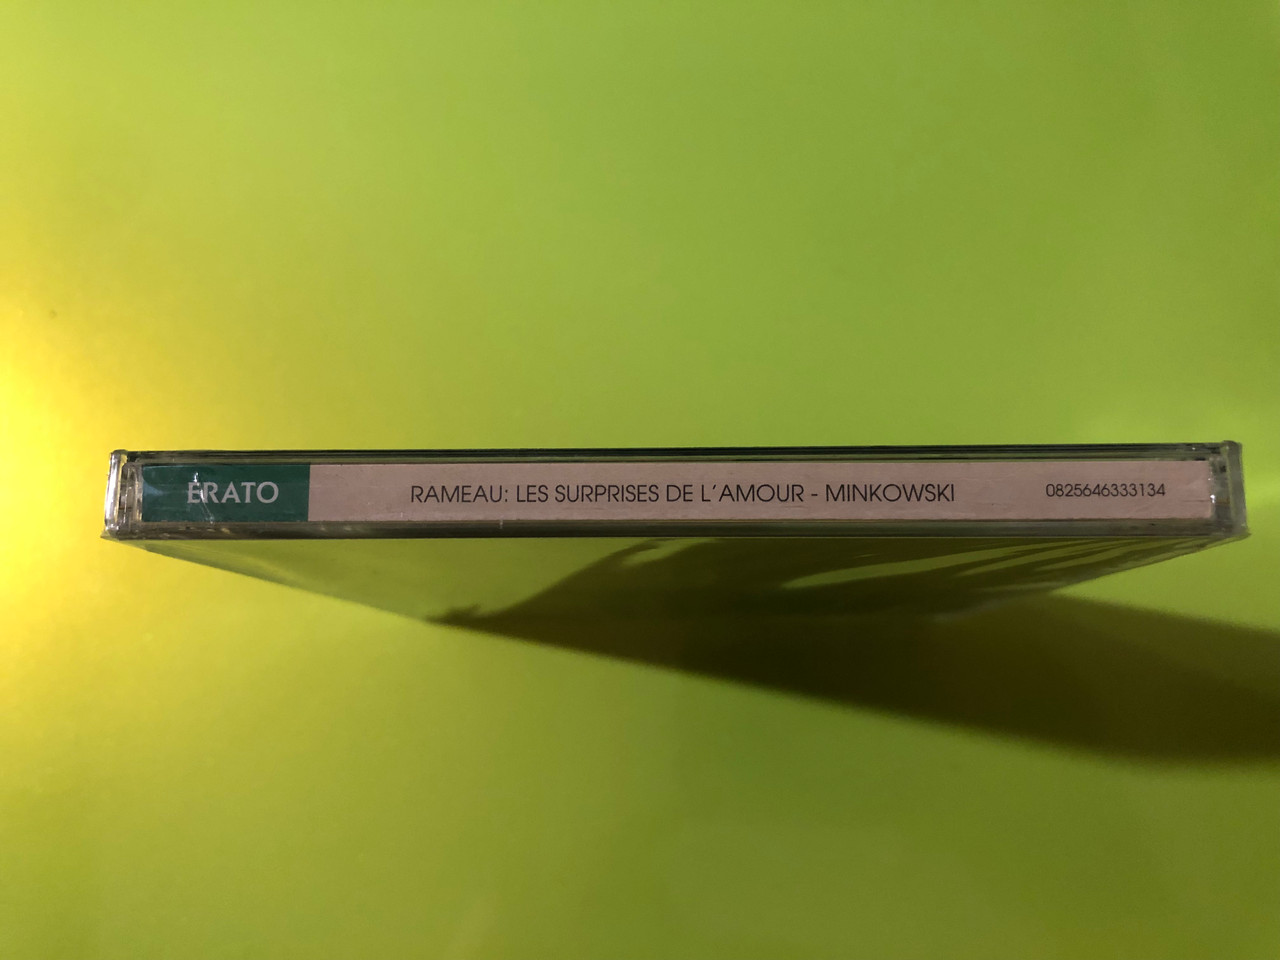 ERATO RAMEAU: LES SURPRISES DE L'AMOUR - MINKOWSKI 0825646333134